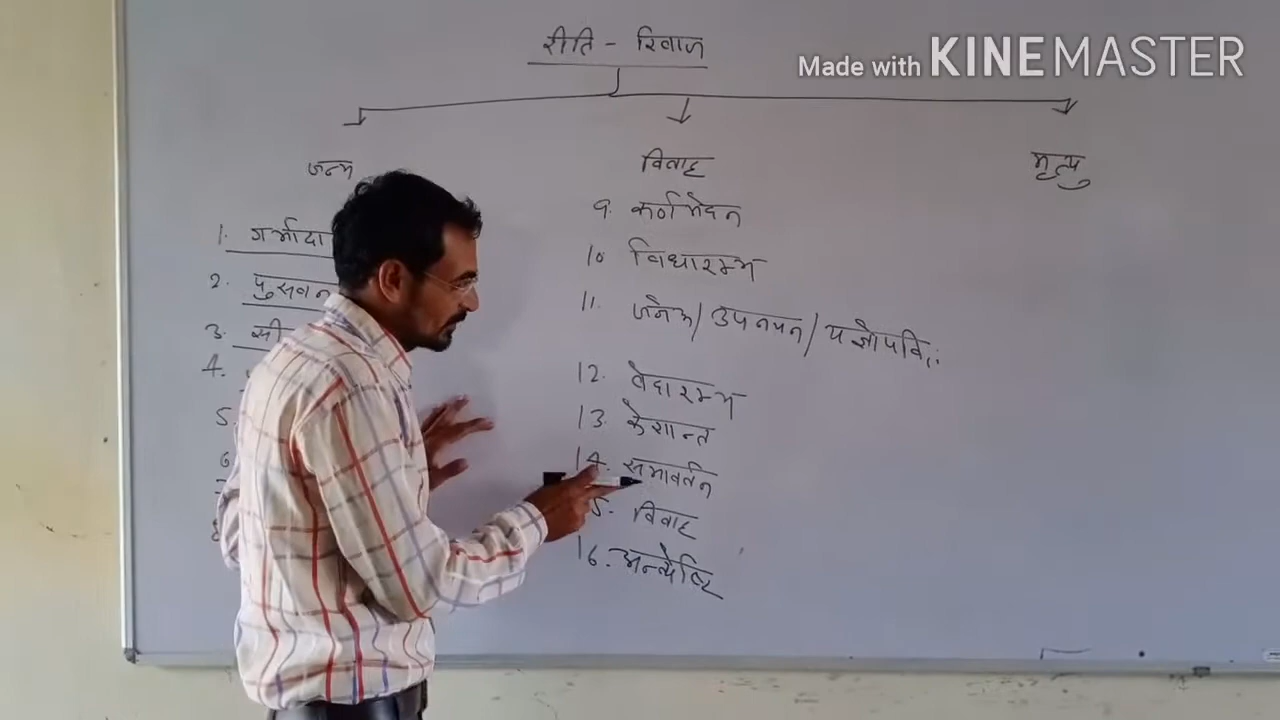 रीति - रिवाज
Made with KINEMASTER
जन्म
विवाह
मृत्यु
1. गर्भादा
2. पुसवन
3. सी
4.
5.
6
9. कर्णभेदन
10 विधारम्भ
11. जनेऊ / उपनयन / यज्ञोपवि
12. वेदारम्भ
13. केशान्त
14. समावर्तन
5. विवाह
16. अन्त्येष्टि